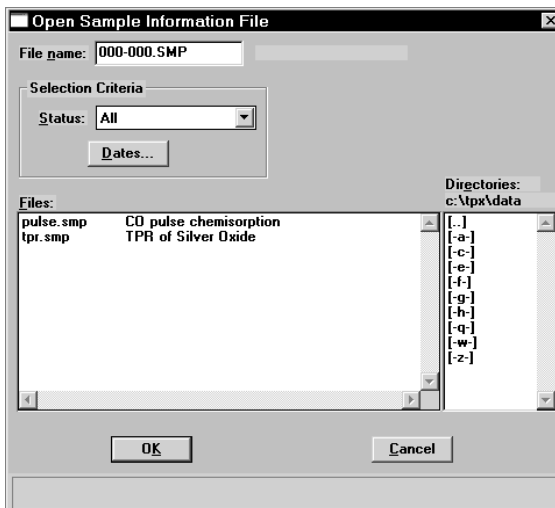 Open Sample Information File
File name: 000-000.SMP
Selection Criteria
Status: All
Dates...
Files:
pulse.smp CO pulse chemisorption
tpr.smp TPR of Silver Oxide
Directories:
c:\tpx\data
[..]
[-a-]
[-c-]
[-e-]
[-f-]
[-g-]
[-h-]
[-q-]
[-w-]
[-z-]
OK
Cancel